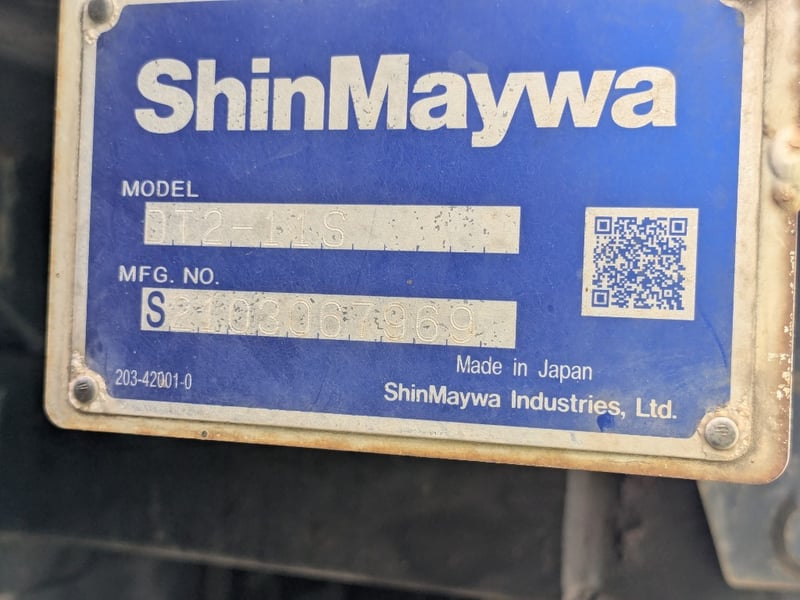 ShinMaywa
MODEL
DT2-11S
MFG. NO.
S2103067969
Made in Japan
203-42001-0
ShinMaywa Industries, Ltd.